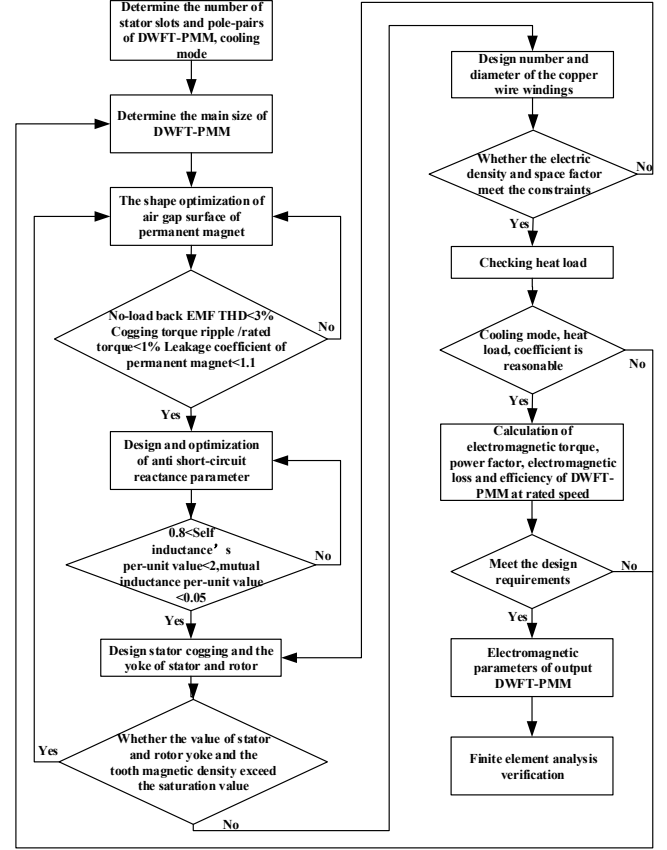 Determine the number of
stator slots and pole-pairs
of DWFT-PMM, cooling
mode
Determine the main size of
DWFT-PMM
The shape optimization of
air gap surface of
permanent magnet
No-load back EMF THD<3%
Cogging torque ripple /rated
torque<1% Leakage coefficient of
permanent magnet<1.1
No
Yes
Design and optimization
of anti short-circuit
reactance parameter
0.8<Self
inductance’s
per-unit value<2,mutual
inductance per-unit value
<0.05
No
Yes
Design stator cogging and the
yoke of stator and rotor
Whether the value of stator
and rotor yoke and the
tooth magnetic density exceed
the saturation value
Yes
No
Design number and
diameter of the copper
wire windings
Whether the electric
density and space factor
meet the constraints
No
Yes
Checking heat load
Cooling mode, heat
load, coefficient is
reasonable
No
Yes
Calculation of
electromagnetic torque,
power factor, electromagnetic
loss and efficiency of DWFT-
PMM at rated speed
Meet the design
requirements
No
Yes
Electromagnetic
parameters of output
DWFT-PMM
Finite element analysis
verification